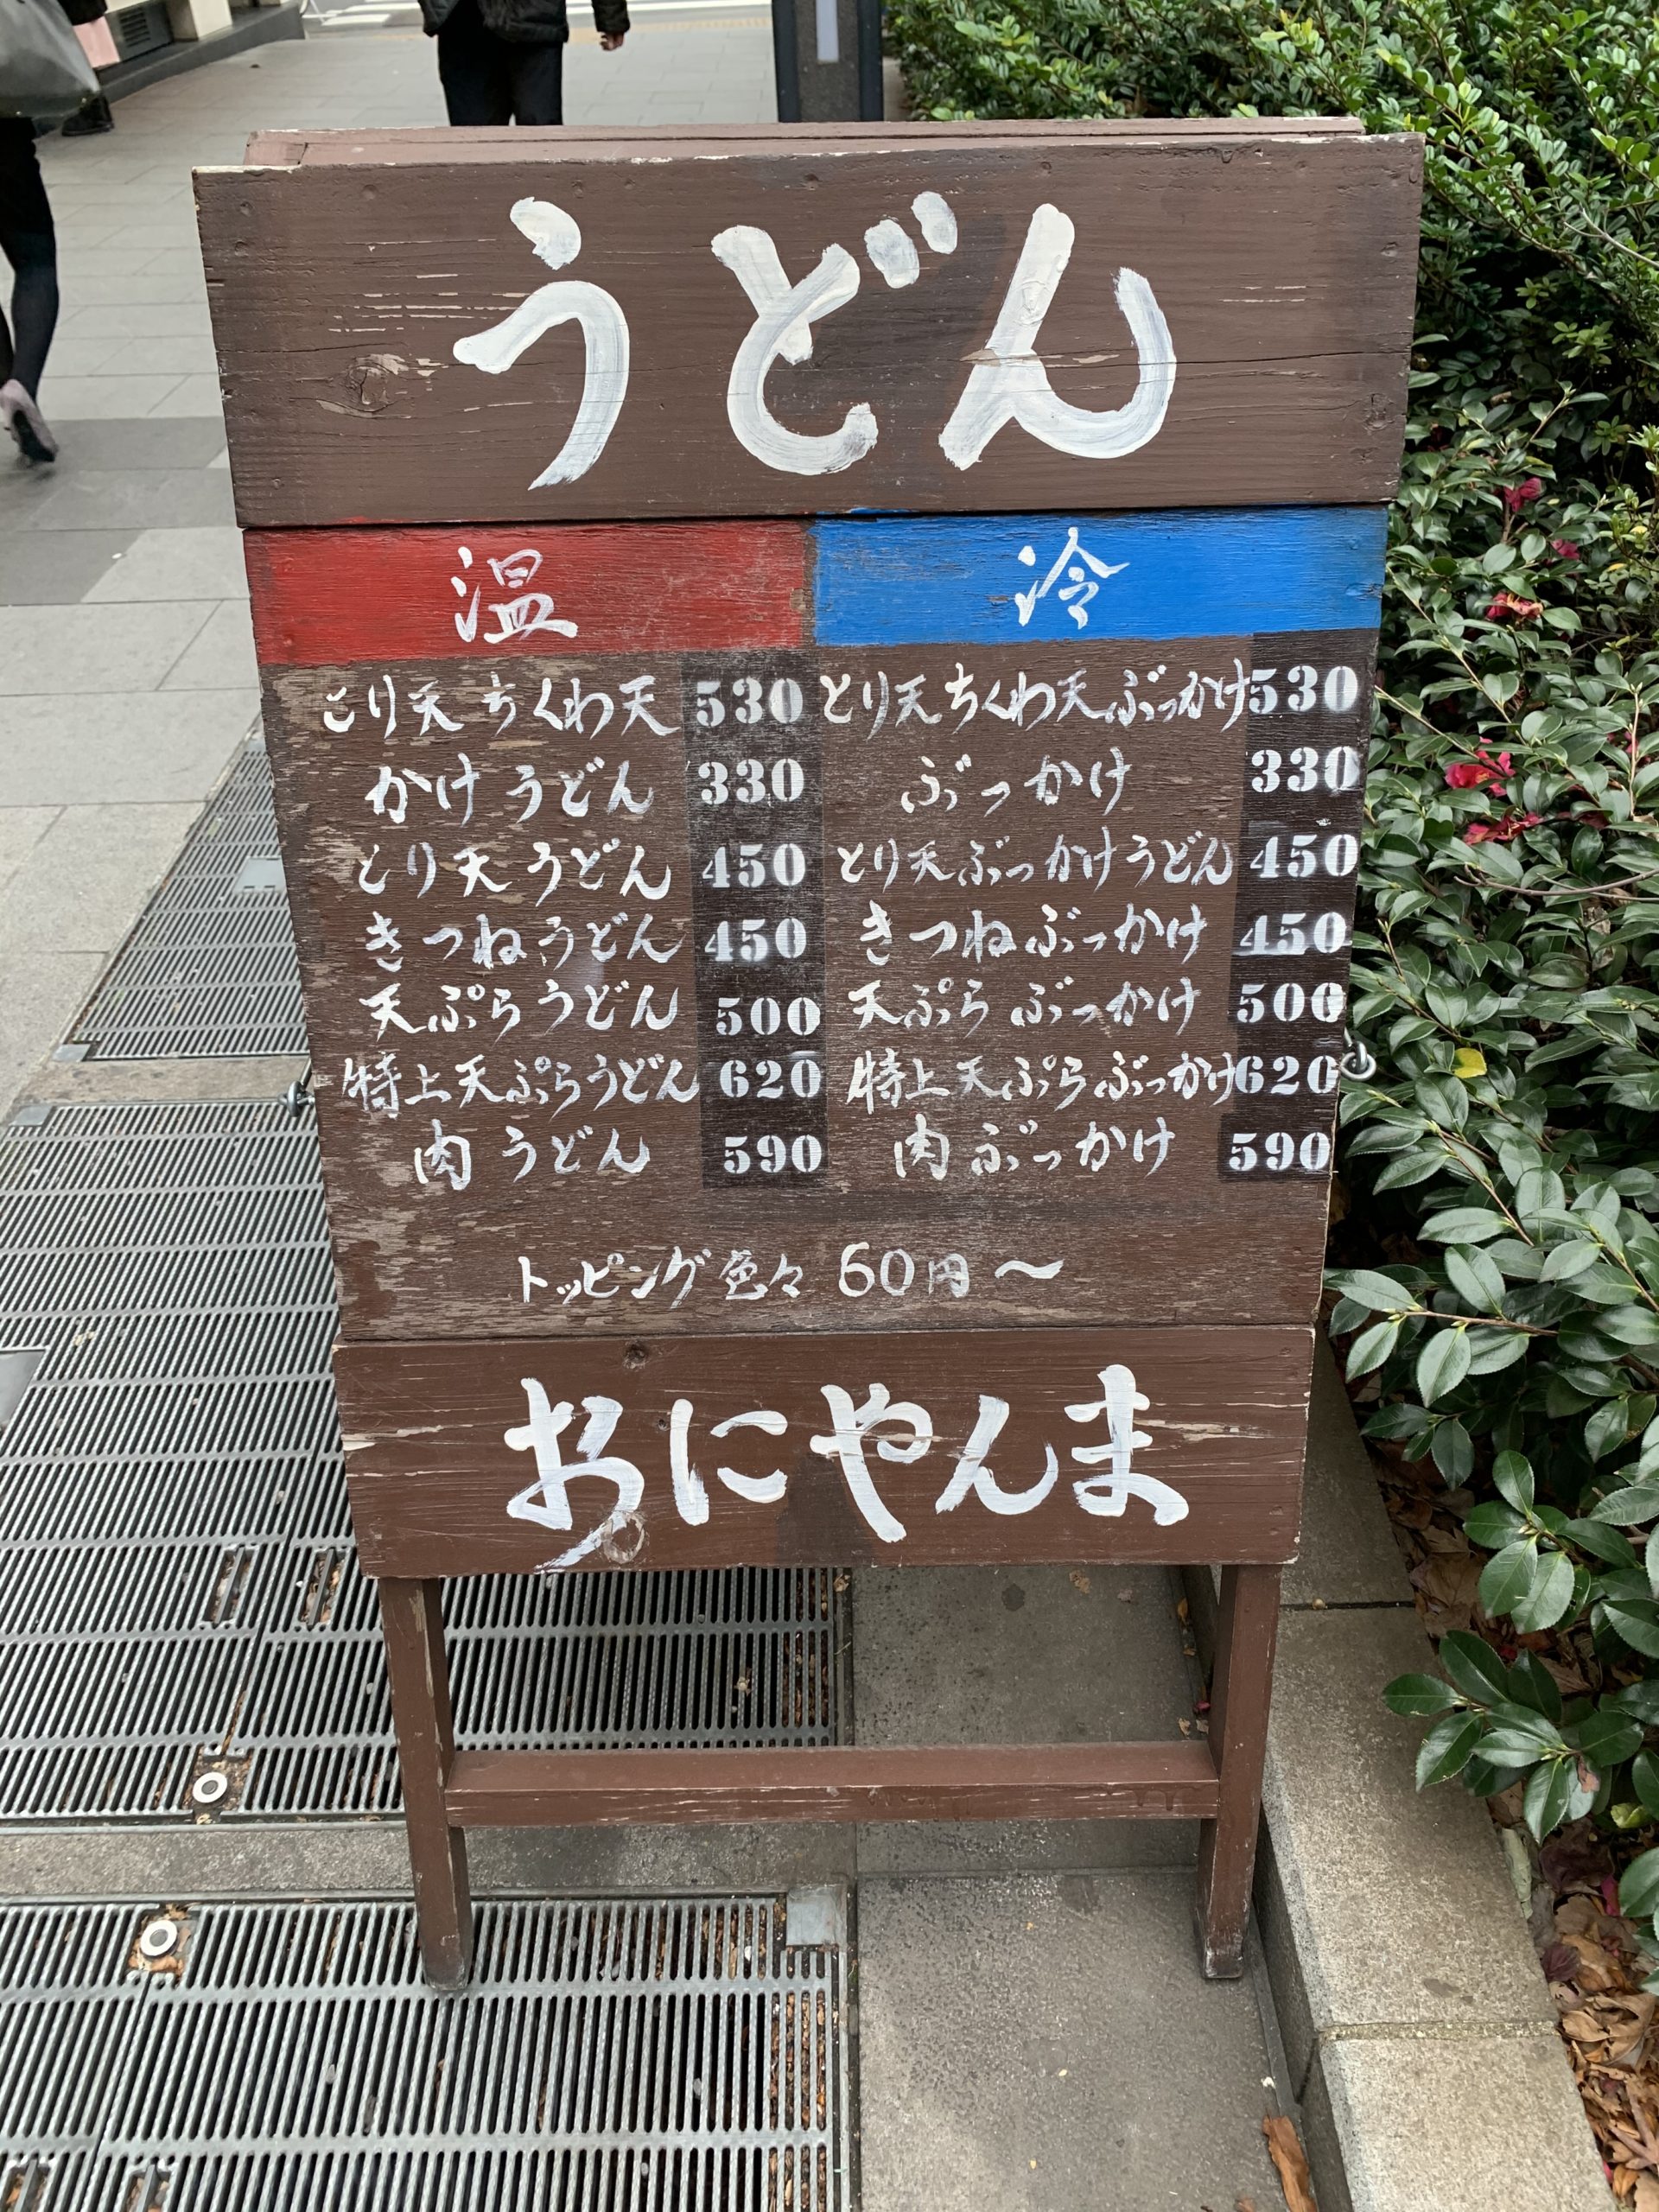 うどん
温 冷
とり天ちくわ天 530 とり天ちくわ天ぶっかけ 530
かけうどん 330 ぶっかけ 330
とり天うどん 450 とり天ぶっかけうどん 450
きつねうどん 450 きつねぶっかけ 450
天ぷらうどん 500 天ぷらぶっかけ 500
特上天ぷらうどん 620 特上天ぷらぶっかけ 620
肉うどん 590 肉ぶっかけ 590
トッピング色々 60円〜
おにやんま